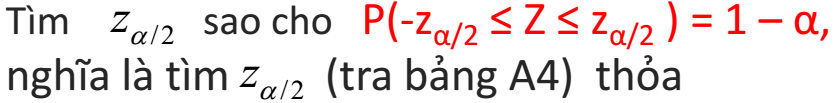 Tìm z_{α/2} sao cho P(-z_{α/2} ≤ Z ≤ z_{α/2} ) = 1 – α,
nghĩa là tìm z_{α/2} (tra bảng A4) thỏa